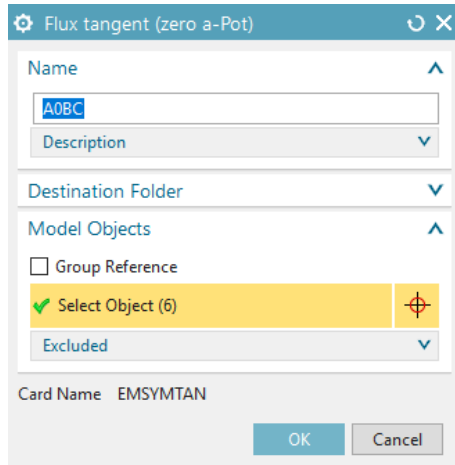 Flux tangent (zero a-Pot)
Name
A0BC
Description
Destination Folder
Model Objects
Group Reference
Select Object (6)
Excluded
Card Name EMSYMTAN
OK Cancel